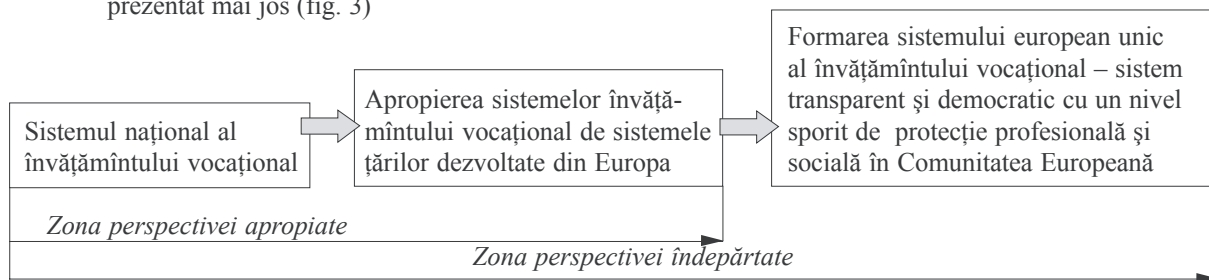 prezentat mai jos (fig. 3)
Sistemul național al
învățămîntului vocațional
Apropierea sistemelor învăță-
mîntului vocațional de sistemele
țărilor dezvoltate din Europa
Formarea sistemului european unic
al învățămîntului vocațional – sistem
transparent şi democratic cu un nivel
sporit de protecție profesională şi
socială în Comunitatea Europeană
Zona perspectivei apropiate
Zona perspectivei îndepărtate